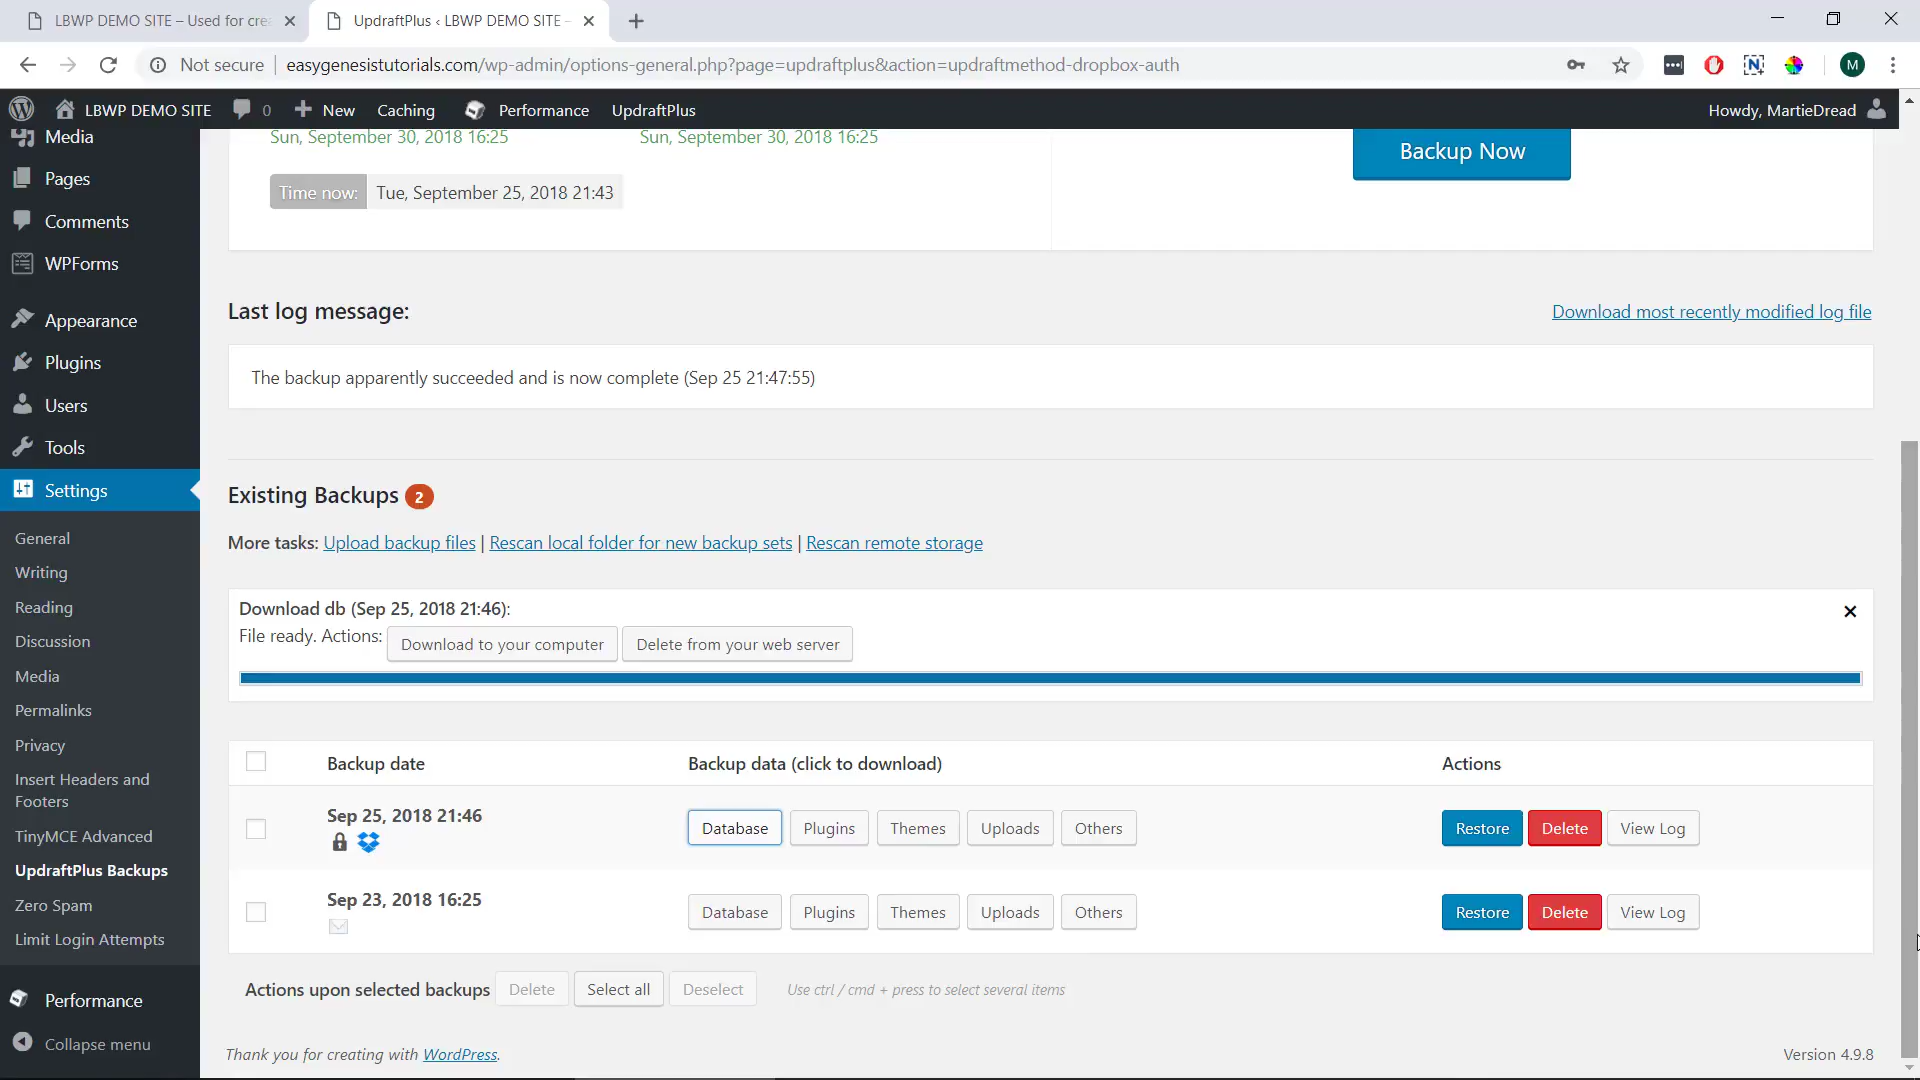 LBWP DEMO SITE – Used for cre
UpdraftPlus ‹ LBWP DEMO SITE –
Not secure
easygenesistutorials.com/wp-admin/options-general.php?page=updraftplus&action=updraftmethod-dropbox-auth
M
LBWP DEMO SITE
0
New
Caching
Performance
UpdraftPlus
Howdy, MartieDread
Media
Pages
Comments
WPForms
Appearance
Plugins
Users
Tools
Settings
General
Writing
Reading
Discussion
Media
Permalinks
Privacy
Insert Headers and
Footers
TinyMCE Advanced
UpdraftPlus Backups
Zero Spam
Limit Login Attempts
Performance
Collapse menu
Sun, September 30, 2018 16:25
Sun, September 30, 2018 16:25
Time now: Tue, September 25, 2018 21:43
Backup Now
Last log message:
Download most recently modified log file
The backup apparently succeeded and is now complete (Sep 25 21:47:55)
Existing Backups 2
More tasks: Upload backup files | Rescan local folder for new backup sets | Rescan remote storage
Download db (Sep 25, 2018 21:46):
File ready. Actions: Download to your computer Delete from your web server
Backup date Backup data (click to download) Actions
Sep 25, 2018 21:46 Database Plugins Themes Uploads Others Restore Delete View Log
Sep 23, 2018 16:25 Database Plugins Themes Uploads Others Restore Delete View Log
Actions upon selected backups Delete Select all Deselect Use ctrl / cmd + press to select several items
Thank you for creating with WordPress.
Version 4.9.8